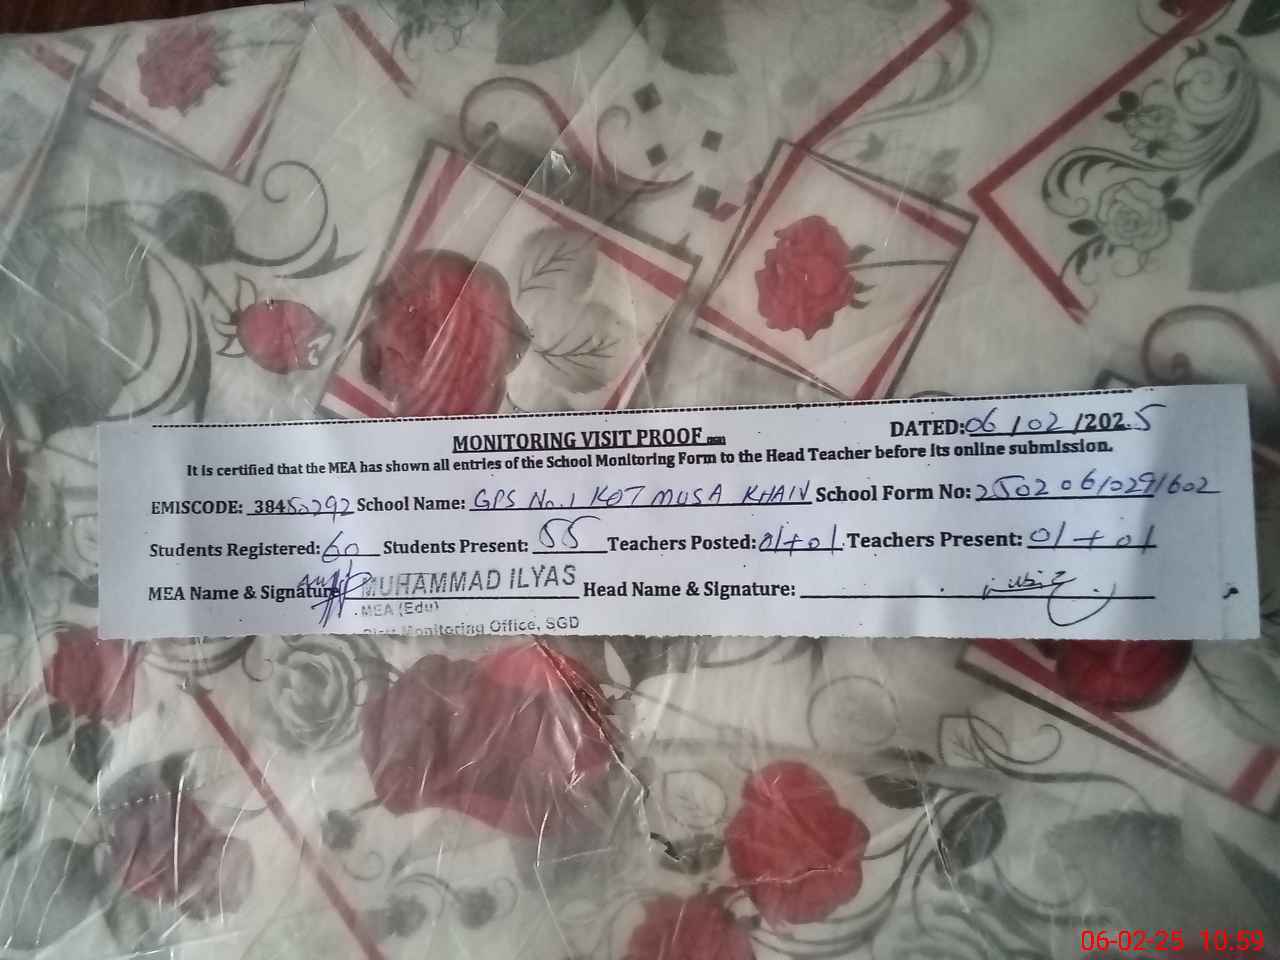 MONITORING VISIT PROOF
DATED: 06/02/2025
It is certified that the MEA has shown all entries of the School Monitoring Form to the Head Teacher before its online submission.
EMISCODE: 38450292 School Name: GPS No.1 KOT MUSA KHAN School Form No: 25020610291602
Students Registered: 60 Students Present: 55 Teachers Posted: 01+01 Teachers Present: 01+01
MEA Name & Signature MUHAMMAD ILYAS Head Name & Signature:
MEA (Edu)
Distt Monitoring Office, SGD
06-02-25 10:59